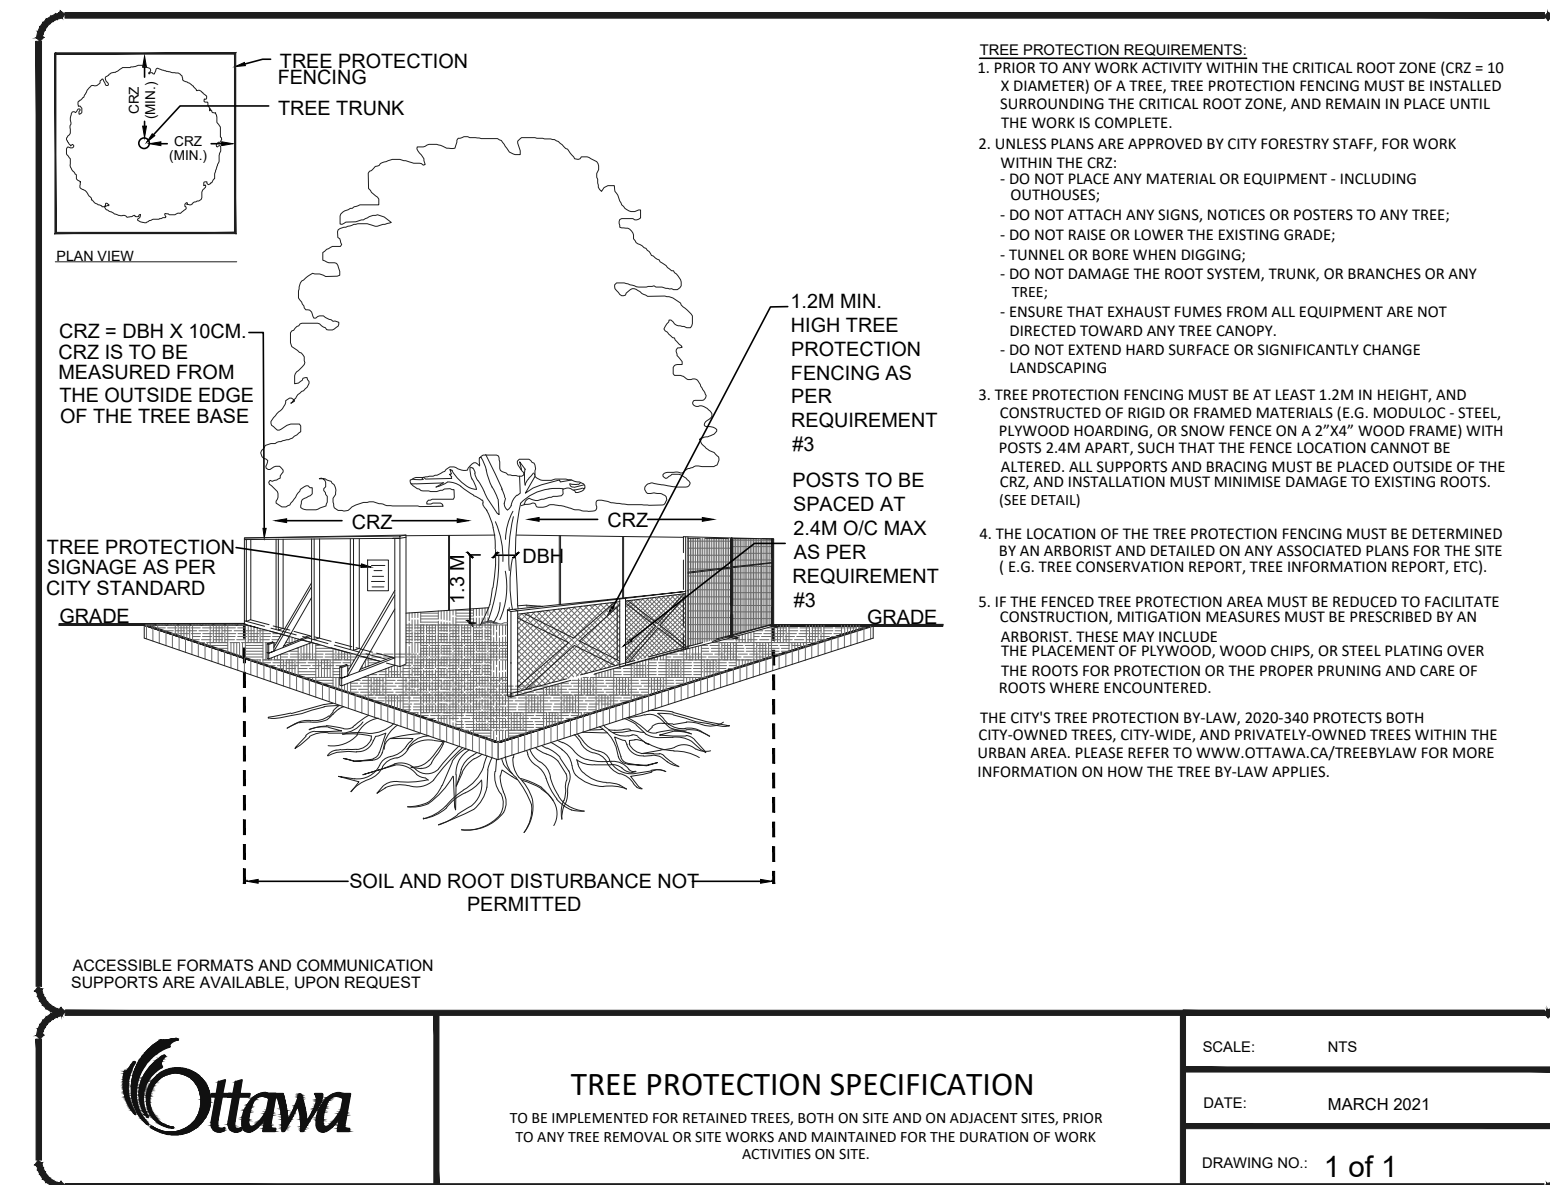 TREE PROTECTION
FENCING
TREE TRUNK
CRZ
(MIN.)
CRZ
(MIN.)
PLAN VIEW
CRZ = DBH X 10CM.
CRZ IS TO BE
MEASURED FROM
THE OUTSIDE EDGE
OF THE TREE BASE
1.2M MIN.
HIGH TREE
PROTECTION
FENCING AS
PER
REQUIREMENT
#3
POSTS TO BE
SPACED AT
2.4M O/C MAX
AS PER
REQUIREMENT
#3
CRZ
CRZ
TREE PROTECTION
SIGNAGE AS PER
CITY STANDARD
1.3 M
DBH
GRADE
GRADE
SOIL AND ROOT DISTURBANCE NOT
PERMITTED
ACCESSIBLE FORMATS AND COMMUNICATION
SUPPORTS ARE AVAILABLE, UPON REQUEST
TREE PROTECTION REQUIREMENTS:
1. PRIOR TO ANY WORK ACTIVITY WITHIN THE CRITICAL ROOT ZONE (CRZ = 10
X DIAMETER) OF A TREE, TREE PROTECTION FENCING MUST BE INSTALLED
SURROUNDING THE CRITICAL ROOT ZONE, AND REMAIN IN PLACE UNTIL
THE WORK IS COMPLETE.
2. UNLESS PLANS ARE APPROVED BY CITY FORESTRY STAFF, FOR WORK
WITHIN THE CRZ:
- DO NOT PLACE ANY MATERIAL OR EQUIPMENT - INCLUDING
OUTHOUSES;
- DO NOT ATTACH ANY SIGNS, NOTICES OR POSTERS TO ANY TREE;
- DO NOT RAISE OR LOWER THE EXISTING GRADE;
- TUNNEL OR BORE WHEN DIGGING;
- DO NOT DAMAGE THE ROOT SYSTEM, TRUNK, OR BRANCHES OR ANY
TREE;
- ENSURE THAT EXHAUST FUMES FROM ALL EQUIPMENT ARE NOT
DIRECTED TOWARD ANY TREE CANOPY.
- DO NOT EXTEND HARD SURFACE OR SIGNIFICANTLY CHANGE
LANDSCAPING
3. TREE PROTECTION FENCING MUST BE AT LEAST 1.2M IN HEIGHT, AND
CONSTRUCTED OF RIGID OR FRAMED MATERIALS (E.G. MODULOC - STEEL,
PLYWOOD HOARDING, OR SNOW FENCE ON A 2”X4” WOOD FRAME) WITH
POSTS 2.4M APART, SUCH THAT THE FENCE LOCATION CANNOT BE
ALTERED. ALL SUPPORTS AND BRACING MUST BE PLACED OUTSIDE OF THE
CRZ, AND INSTALLATION MUST MINIMISE DAMAGE TO EXISTING ROOTS.
(SEE DETAIL)
4. THE LOCATION OF THE TREE PROTECTION FENCING MUST BE DETERMINED
BY AN ARBORIST AND DETAILED ON ANY ASSOCIATED PLANS FOR THE SITE
( E.G. TREE CONSERVATION REPORT, TREE INFORMATION REPORT, ETC).
5. IF THE FENCED TREE PROTECTION AREA MUST BE REDUCED TO FACILITATE
CONSTRUCTION, MITIGATION MEASURES MUST BE PRESCRIBED BY AN
ARBORIST. THESE MAY INCLUDE
THE PLACEMENT OF PLYWOOD, WOOD CHIPS, OR STEEL PLATING OVER
THE ROOTS FOR PROTECTION OR THE PROPER PRUNING AND CARE OF
ROOTS WHERE ENCOUNTERED.
THE CITY'S TREE PROTECTION BY-LAW, 2020-340 PROTECTS BOTH
CITY-OWNED TREES, CITY-WIDE, AND PRIVATELY-OWNED TREES WITHIN THE
URBAN AREA. PLEASE REFER TO WWW.OTTAWA.CA/TREEBYLAW FOR MORE
INFORMATION ON HOW THE TREE BY-LAW APPLIES.
Ottawa
TREE PROTECTION SPECIFICATION
TO BE IMPLEMENTED FOR RETAINED TREES, BOTH ON SITE AND ON ADJACENT SITES, PRIOR
TO ANY TREE REMOVAL OR SITE WORKS AND MAINTAINED FOR THE DURATION OF WORK
ACTIVITIES ON SITE.
SCALE: NTS
DATE: MARCH 2021
DRAWING NO.: 1 of 1